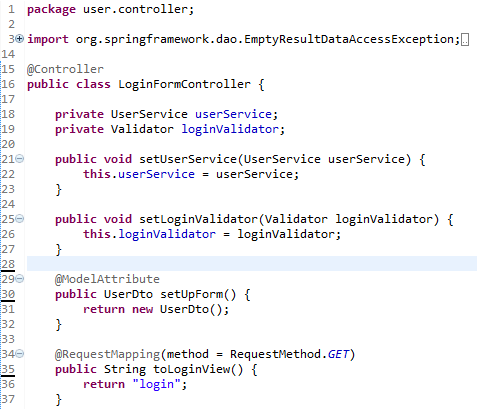 1 package user.controller;
2
3 import org.springframework.dao.EmptyResultDataAccessException;
14
15 @Controller
16 public class LoginFormController {
17
18     private UserService userService;
19     private Validator loginValidator;
20
21     public void setUserService(UserService userService) {
22         this.userService = userService;
23     }
24
25     public void setLoginValidator(Validator loginValidator) {
26         this.loginValidator = loginValidator;
27     }
28
29     @ModelAttribute
30     public UserDto setUpForm() {
31         return new UserDto();
32     }
33
34     @RequestMapping(method = RequestMethod.GET)
35     public String toLoginView() {
36         return "login";
37     }